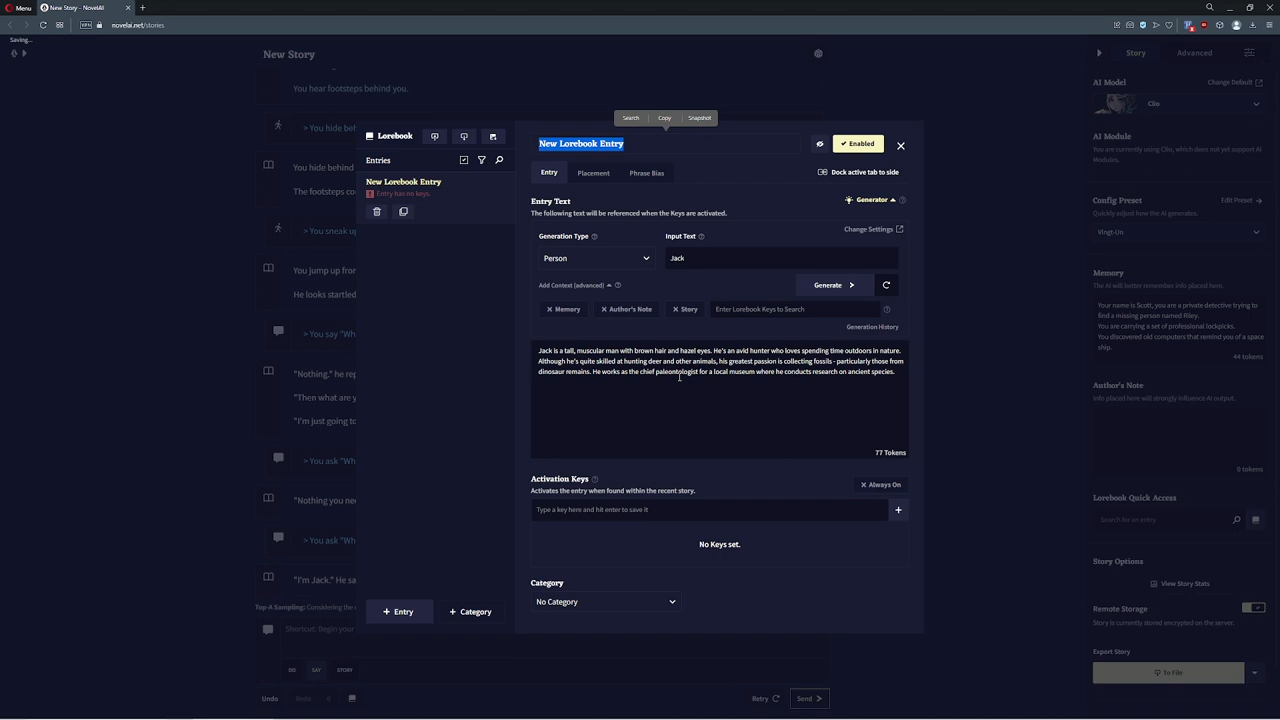 Menu
New Story - NovelAI
VPN
novelai.net/stories
Saving...
New Story
You hear footsteps behind you.
> You hide beh
You hide behind
The footsteps co
> You sneak up
You jump up fror
He looks startled
You say "Wh
"Nothing." he rep
"Then what are y
"I'm just going to
> You ask "Wh
"Nothing you nee
> You ask "Wh
"I'm Jack." He sa
Top-A Sampling: Considering the c
Shortcut: Begin your
DO
SAY
STORY
Undo
Redo
0
Retry
Send
Lorebook
Entries
New Lorebook Entry
Entry has no keys.
+ Entry
+ Category
Search
Copy
Snapshot
New Lorebook Entry
Enabled
Entry
Placement
Phrase Bias
Dock active tab to side
Entry Text
Generator
The following text will be referenced when the Keys are activated.
Change Settings
Generation Type
Input Text
Person
Jack
Add Context (advanced)
Generate
Memory
Author's Note
Story
Enter Lorebook Keys to Search
Generation History
Jack is a tall, muscular man with brown hair and hazel eyes. He's an avid hunter who loves spending time outdoors in nature.
Although he's quite skilled at hunting deer and other animals, his greatest passion is collecting fossils - particularly those from
dinosaur remains. He works as the chief paleontologist for a local museum where he conducts research on ancient species.
77 Tokens
Activation Keys
Always On
Activates the entry when found within the recent story.
Type a key here and hit enter to save it
No Keys set.
Category
No Category
Story
Advanced
AI Model
Change Default
Clio
AI Module
You are currently using Clio, which does not yet support AI
Modules.
Config Preset
Edit Preset
Quickly adjust how the AI generates.
Vingt-Un
Memory
The AI will better remember info placed here.
Your name is Scott, you are a private detective trying to
find a missing person named Riley.
You are carrying a set of professional lockpicks.
You discovered old computers that remind you of a space
ship.
44 tokens
Author's Note
Info placed here will strongly influence AI output.
0 tokens
Lorebook Quick Access
Search for an entry
Story Options
View Story Stats
Remote Storage
Story is currently stored encrypted on the server.
Export Story
To File